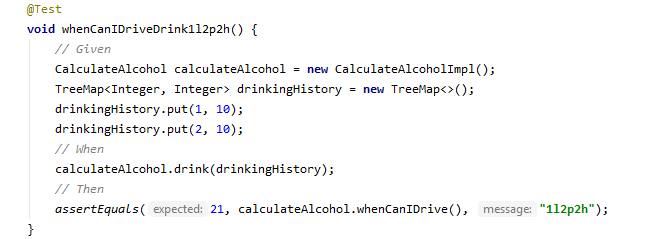 @Test
void whenCanIDriveDrink1l2p2h() {
// Given
CalculateAlcohol calculateAlcohol = new CalculateAlcoholImpl();
TreeMap<Integer, Integer> drinkingHistory = new TreeMap<>();
drinkingHistory.put(1, 10);
drinkingHistory.put(2, 10);
// When
calculateAlcohol.drink(drinkingHistory);
// Then
assertEquals( expected: 21, calculateAlcohol.whenCanIDrive(), message: "1l2p2h");
}